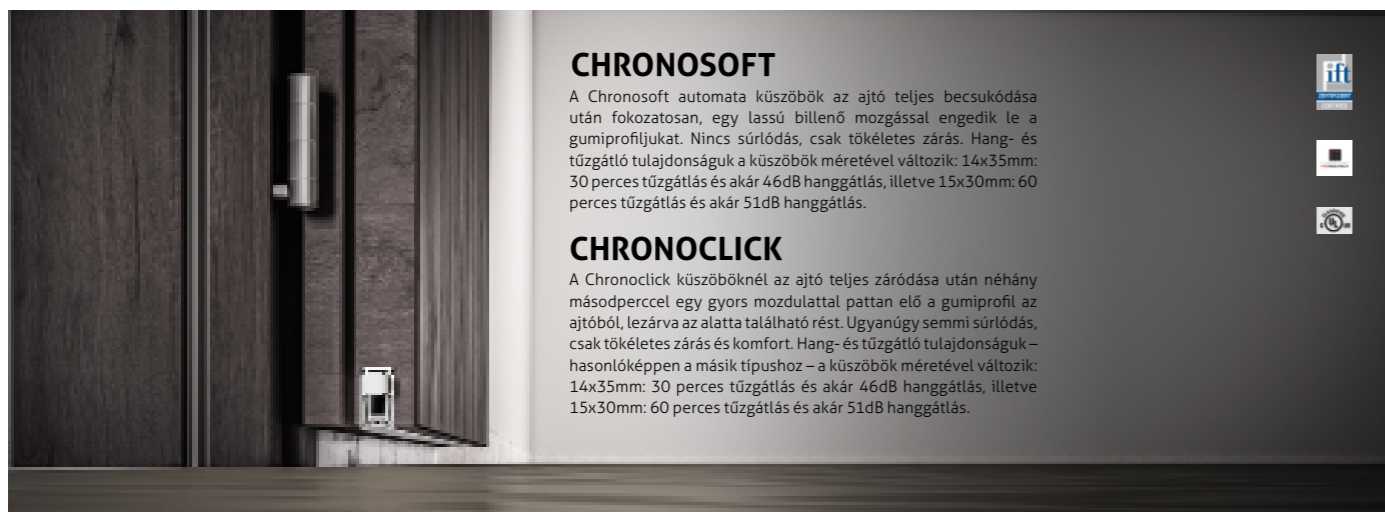 CHRONOSOFT
A Chronosoft automata küszöbök az ajtó teljes becsukódása
után fokozatosan, egy lassú billenő mozgással engedik le a
gumiprofiljukat. Nincs súrlódás, csak tökéletes zárás. Hang- és
tűzgátló tulajdonságuk a küszöbök méretével változik: 14x35mm:
30 perces tűzgátlás és akár 46dB hanggátlás, illetve 15x30mm: 60
perces tűzgátlás és akár 51dB hanggátlás.
CHRONOCLICK
A Chronoclick küszöböknél az ajtó teljes záródása után néhány
másodperccel egy gyors mozdulattal pattan elő a gumiprofil az
ajtóból, lezárva az alatta található rést. Ugyanúgy semmi súrlódás,
csak tökéletes zárás és komfort. Hang- és tűzgátló tulajdonságuk –
hasonlóképpen a másik típushoz – a küszöbök méretével változik:
14x35mm: 30 perces tűzgátlás és akár 46dB hanggátlás, illetve
15x30mm: 60 perces tűzgátlás és akár 51dB hanggátlás.
ift
UL